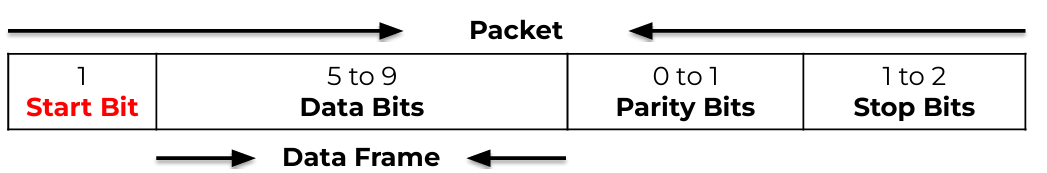 Packet
1 5 to 9 0 to 1 1 to 2
Start Bit Data Bits Parity Bits Stop Bits
Data Frame